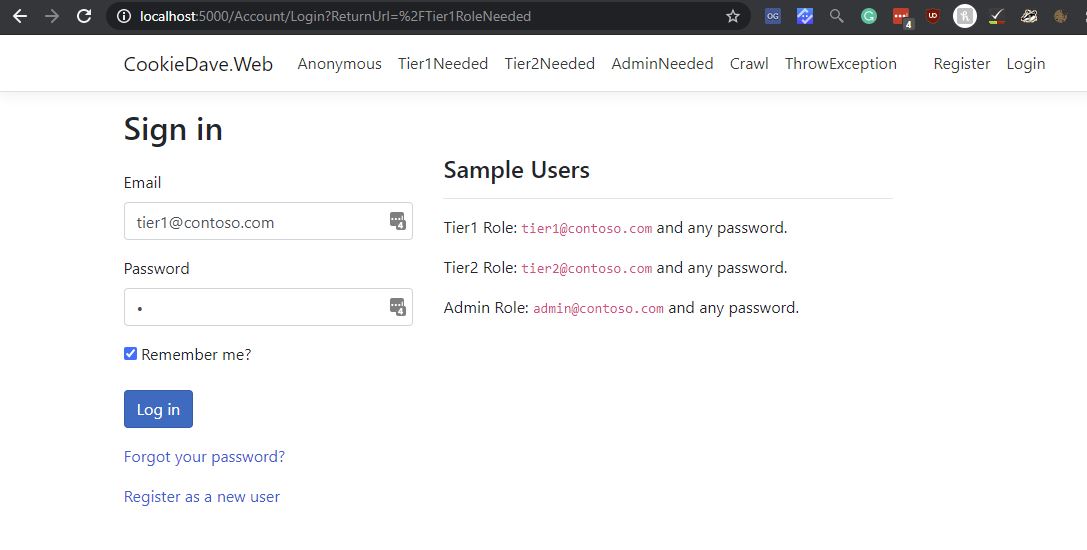 localhost:5000/Account/Login?ReturnUrl=%2FTier1RoleNeeded
OG
4
UD
CookieDave.Web Anonymous Tier1Needed Tier2Needed AdminNeeded Crawl ThrowException Register Login
Sign in
Sample Users
Email
tier1@contoso.com
4
Tier1 Role: tier1@contoso.com and any password.
Password
Tier2 Role: tier2@contoso.com and any password.
•
4
Admin Role: admin@contoso.com and any password.
Remember me?
Log in
Forgot your password?
Register as a new user